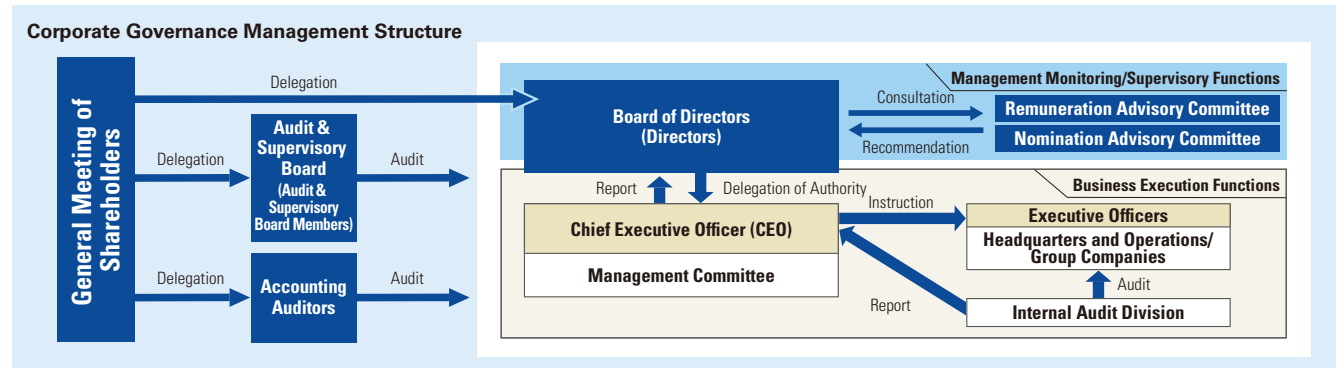 Corporate Governance Management Structure
General Meeting of
Shareholders
Delegation
Delegation
Audit &
Supervisory
Board
(Audit &
Supervisory
Board Members)
Audit
Delegation
Accounting
Auditors
Audit
Management Monitoring/Supervisory Functions
Board of Directors
(Directors)
Consultation
Recommendation
Remuneration Advisory Committee
Nomination Advisory Committee
Business Execution Functions
Report
Delegation of Authority
Chief Executive Officer (CEO)
Management Committee
Instruction
Executive Officers
Headquarters and Operations/
Group Companies
Audit
Report
Internal Audit Division